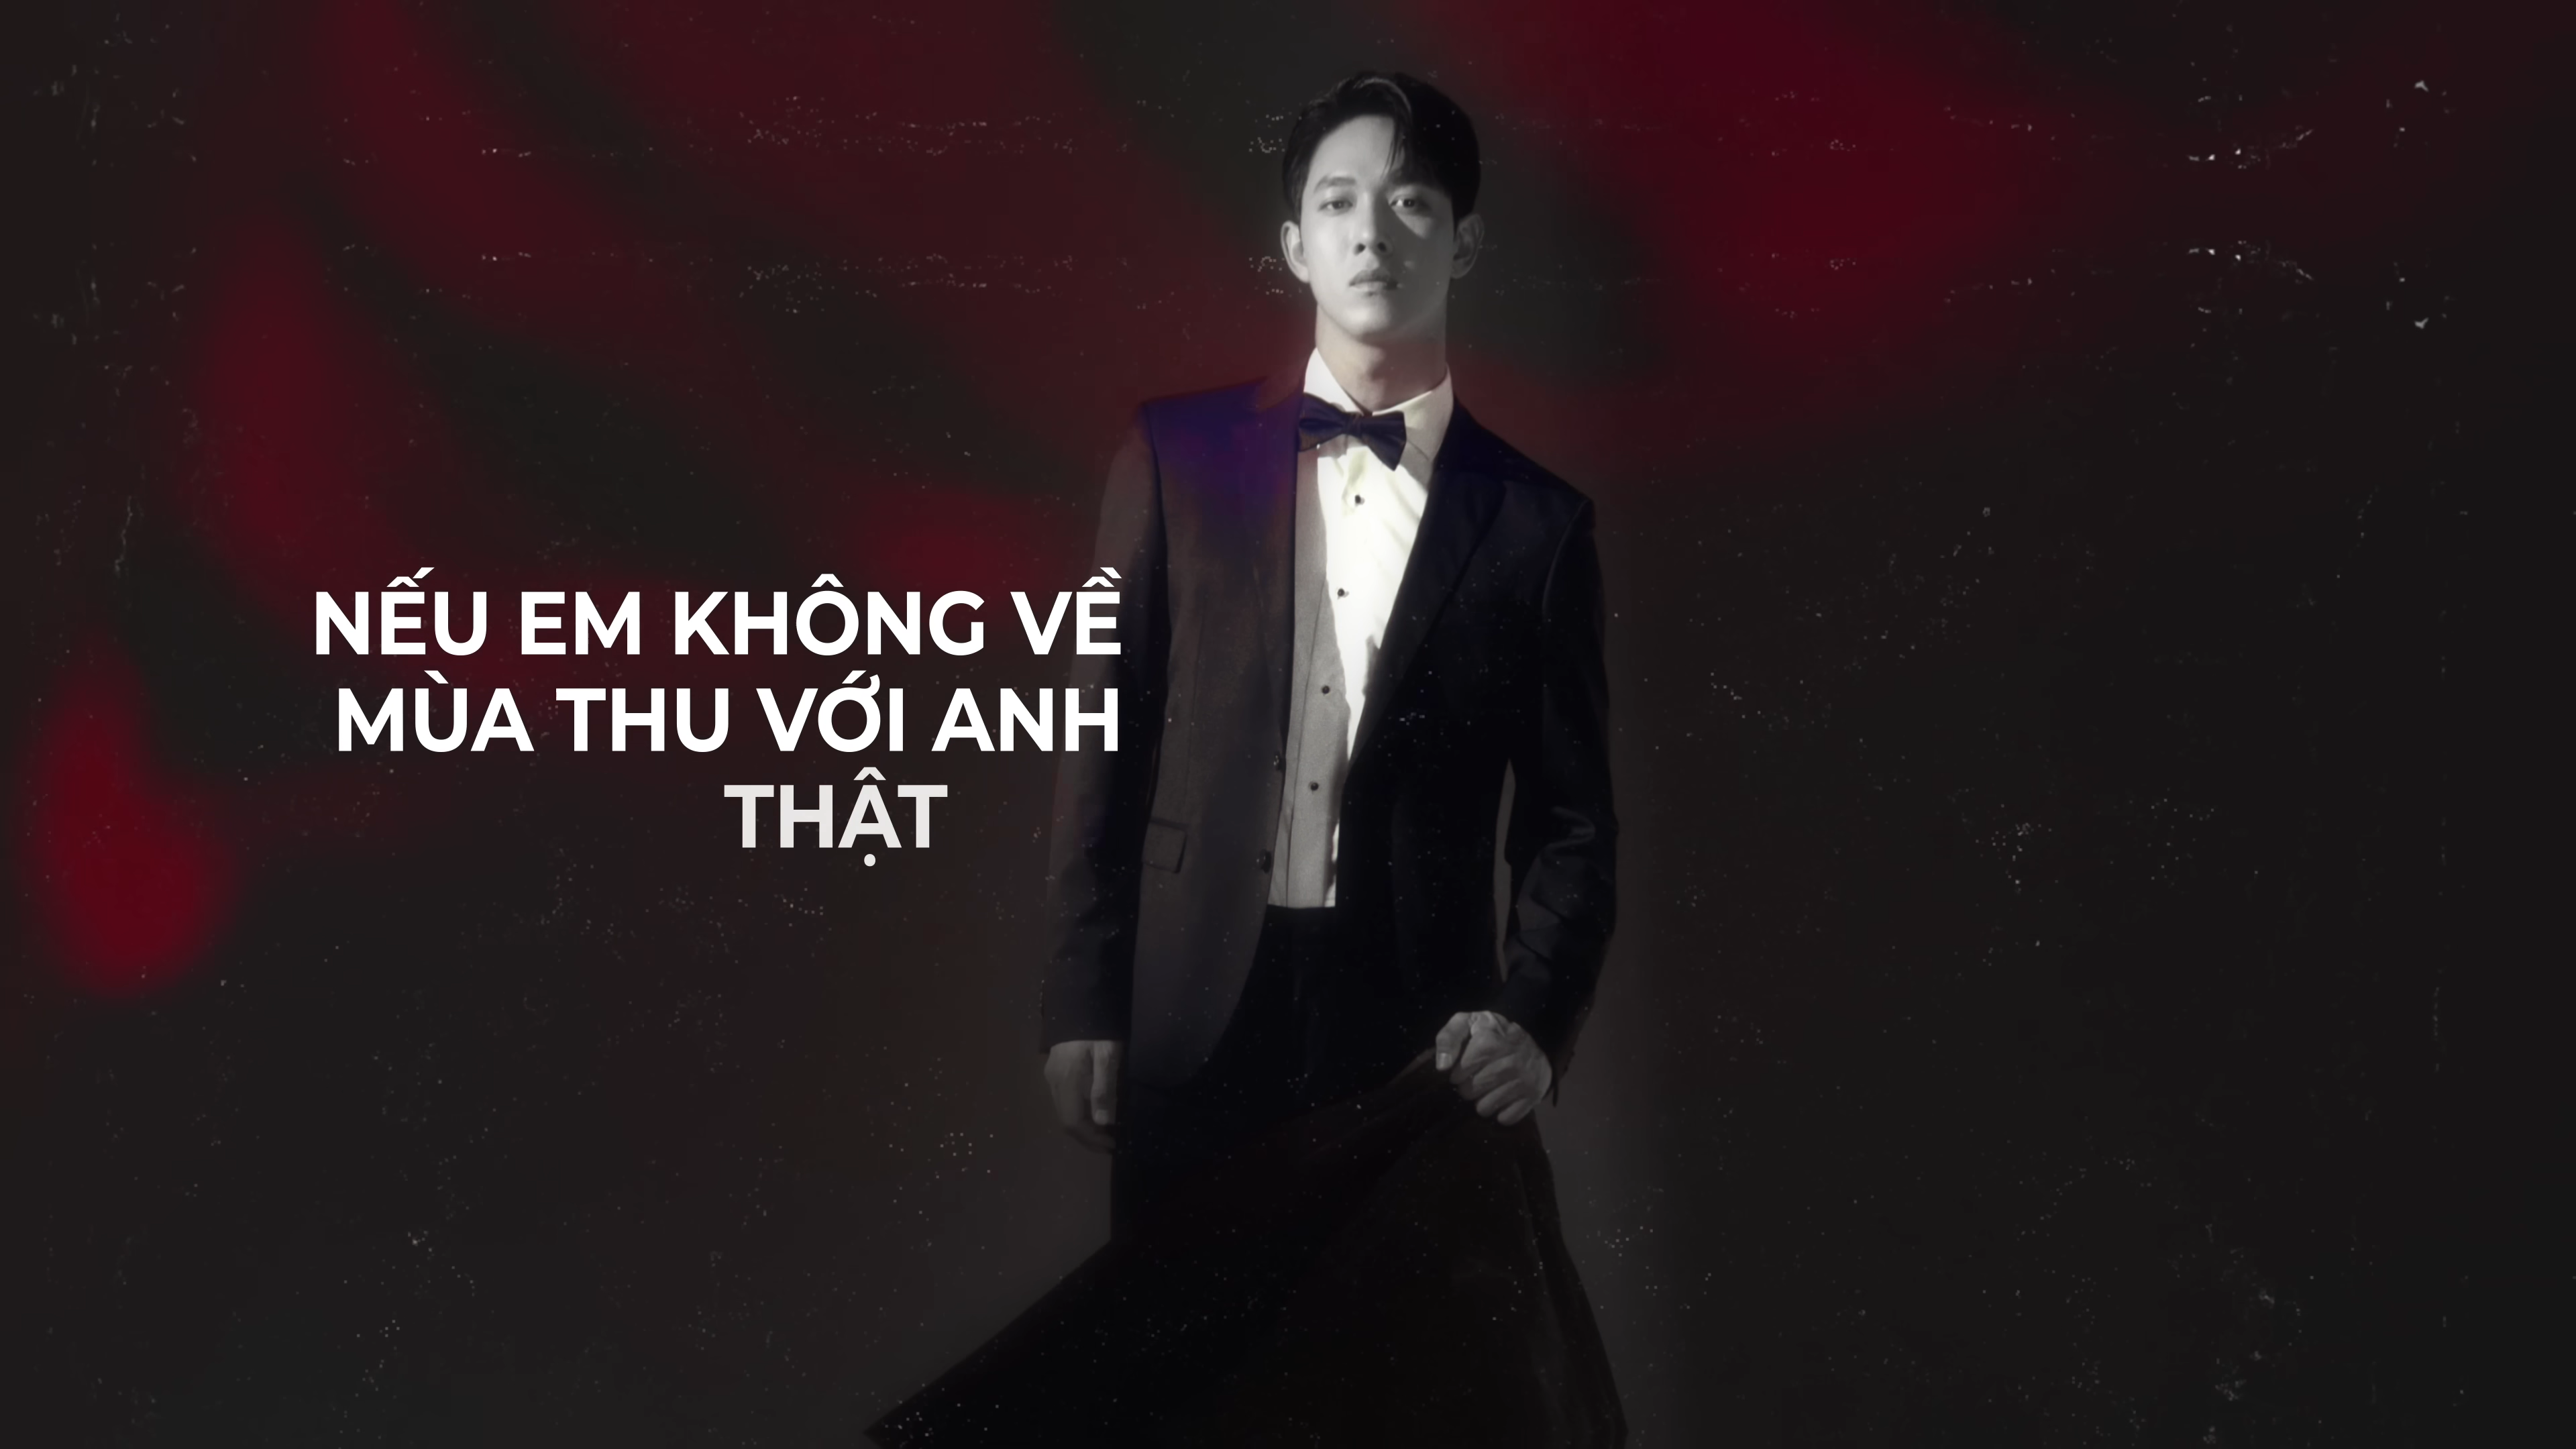 NẾU EM KHÔNG VỀ
MÙA THU VỚI ANH
THẬT